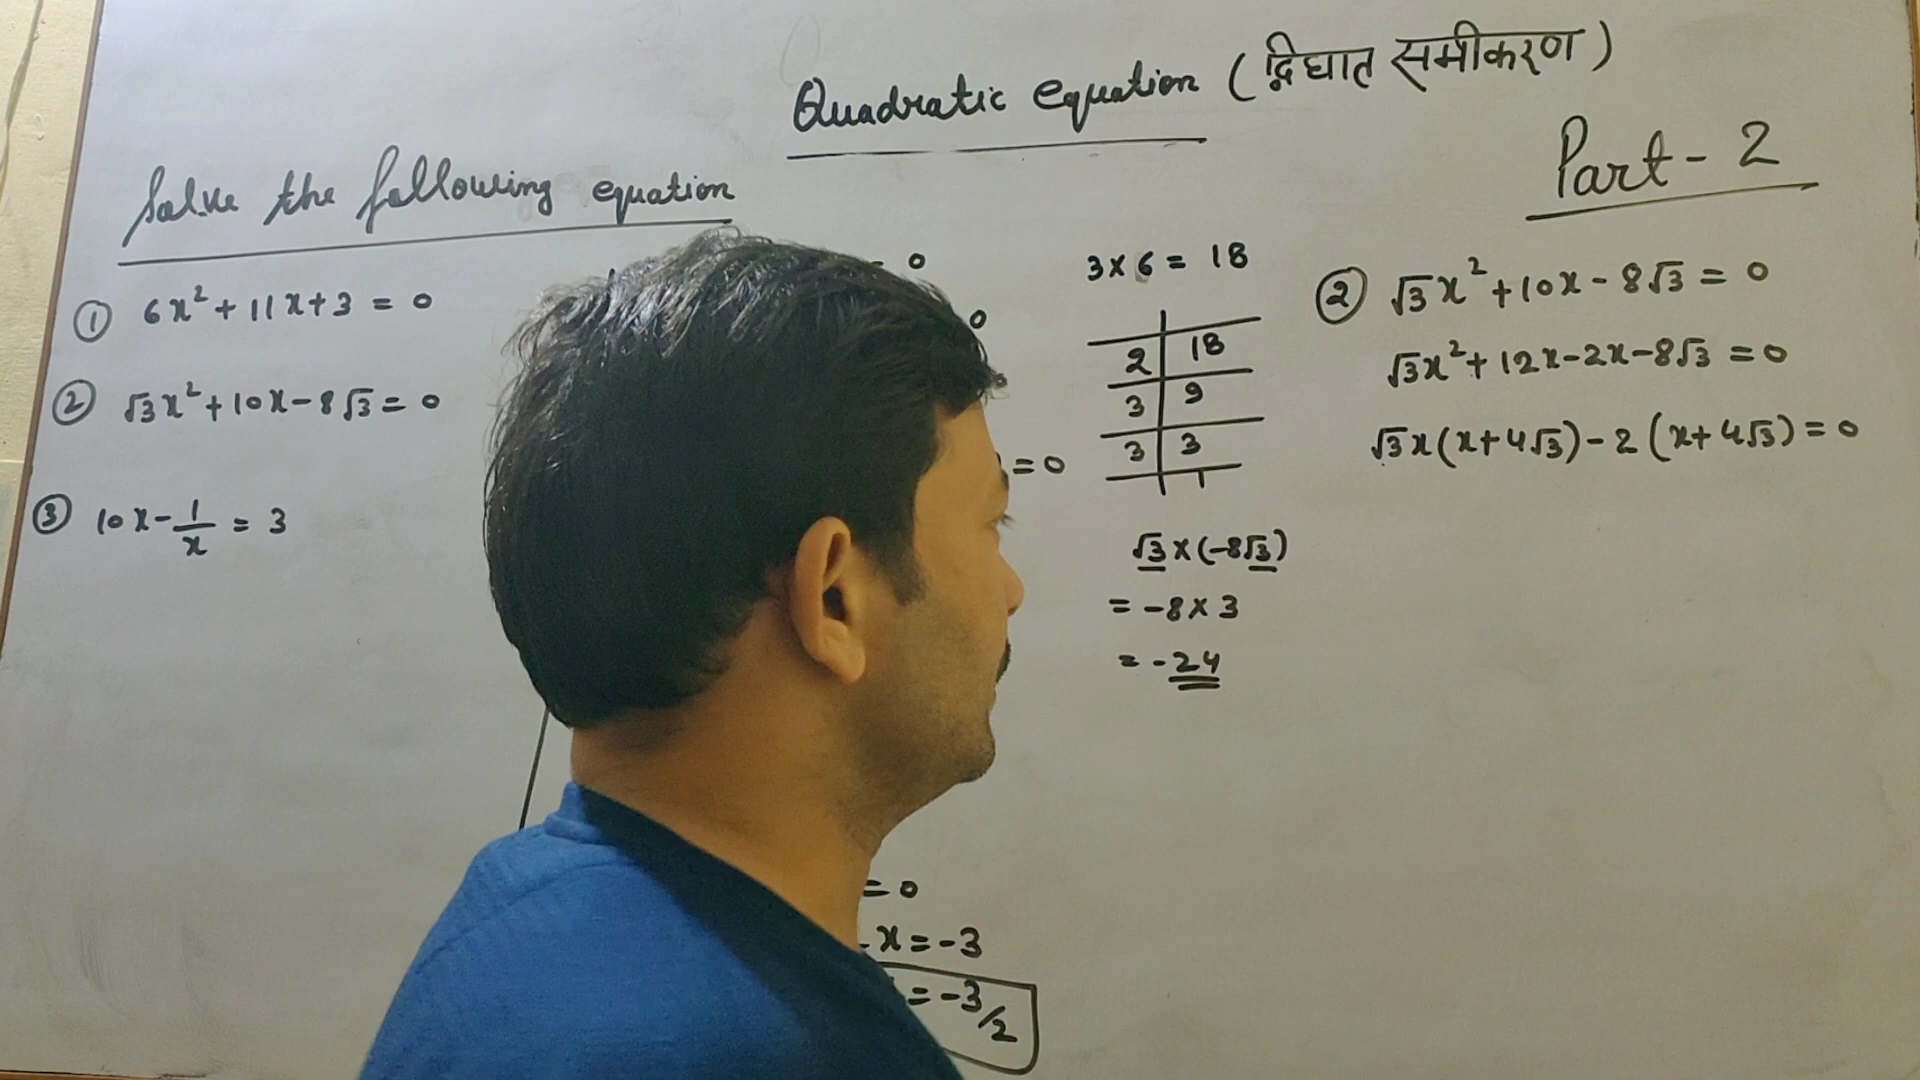 Quadratic equation (द्विघात समीकरण)
Part-2
Solve the following equation
① 6x² + 11x + 3 = 0
② √3x² + 10x - 8√3 = 0
③ 10x - 1/x = 3
= 0
0
= 0
= 0
x = -3
= -3/2
3 x 6 = 18
2 | 18
3 | 9
3 | 3
1
√3 x (-8√3)
= -8 x 3
= -24
② √3x² + 10x - 8√3 = 0
√3x² + 12x - 2x - 8√3 = 0
√3x(x + 4√3) - 2(x + 4√3) = 0